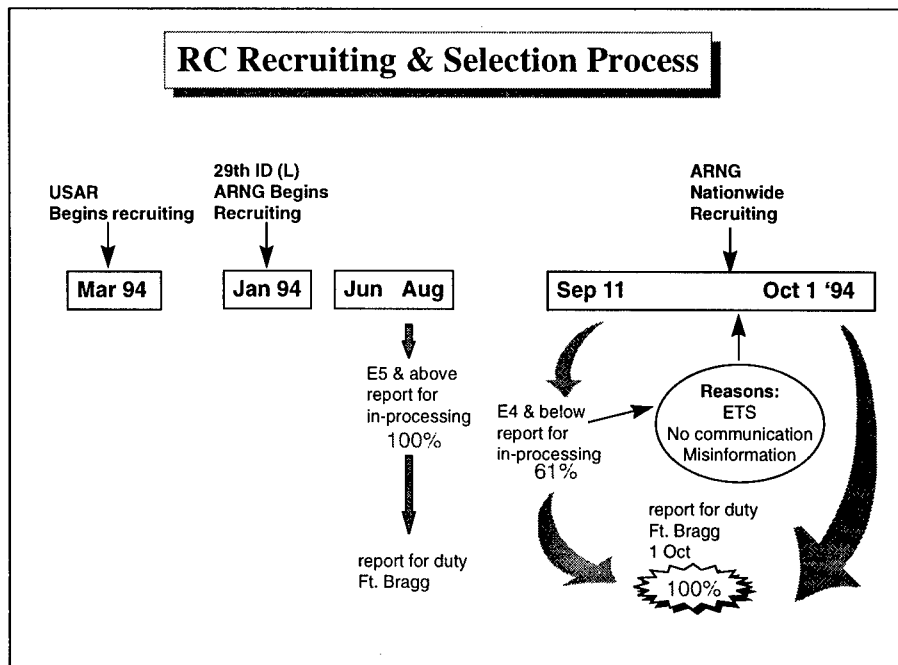 RC Recruiting & Selection Process
USAR
Begins recruiting
29th ID (L)
ARNG Begins
Recruiting
ARNG
Nationwide
Recruiting
Mar 94
Jan 94
Jun Aug
Sep 11 Oct 1 '94
E5 & above
report for
in-processing
100%
report for duty
Ft. Bragg
E4 & below
report for
in-processing
61%
Reasons:
ETS
No communication
Misinformation
report for duty
Ft. Bragg
1 Oct
100%